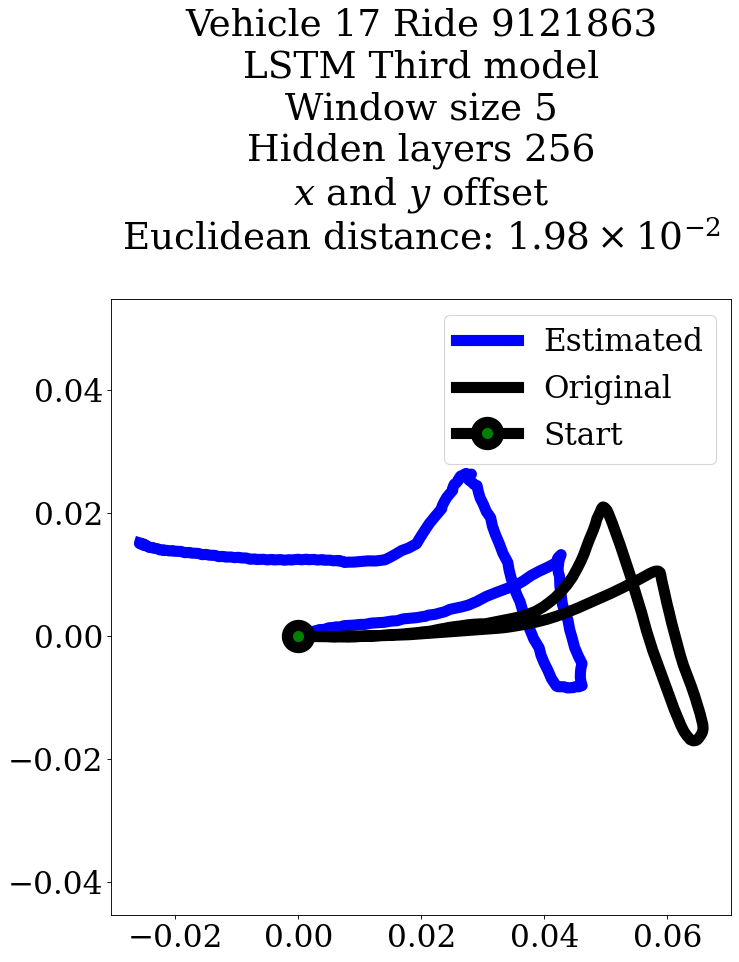 Vehicle 17 Ride 9121863
LSTM Third model
Window size 5
Hidden layers 256
x and y offset
Euclidean distance: 1.98 × 10⁻²
Estimated
Original
Start
0.04
0.02
0.00
−0.02
−0.04
−0.02 0.00 0.02 0.04 0.06